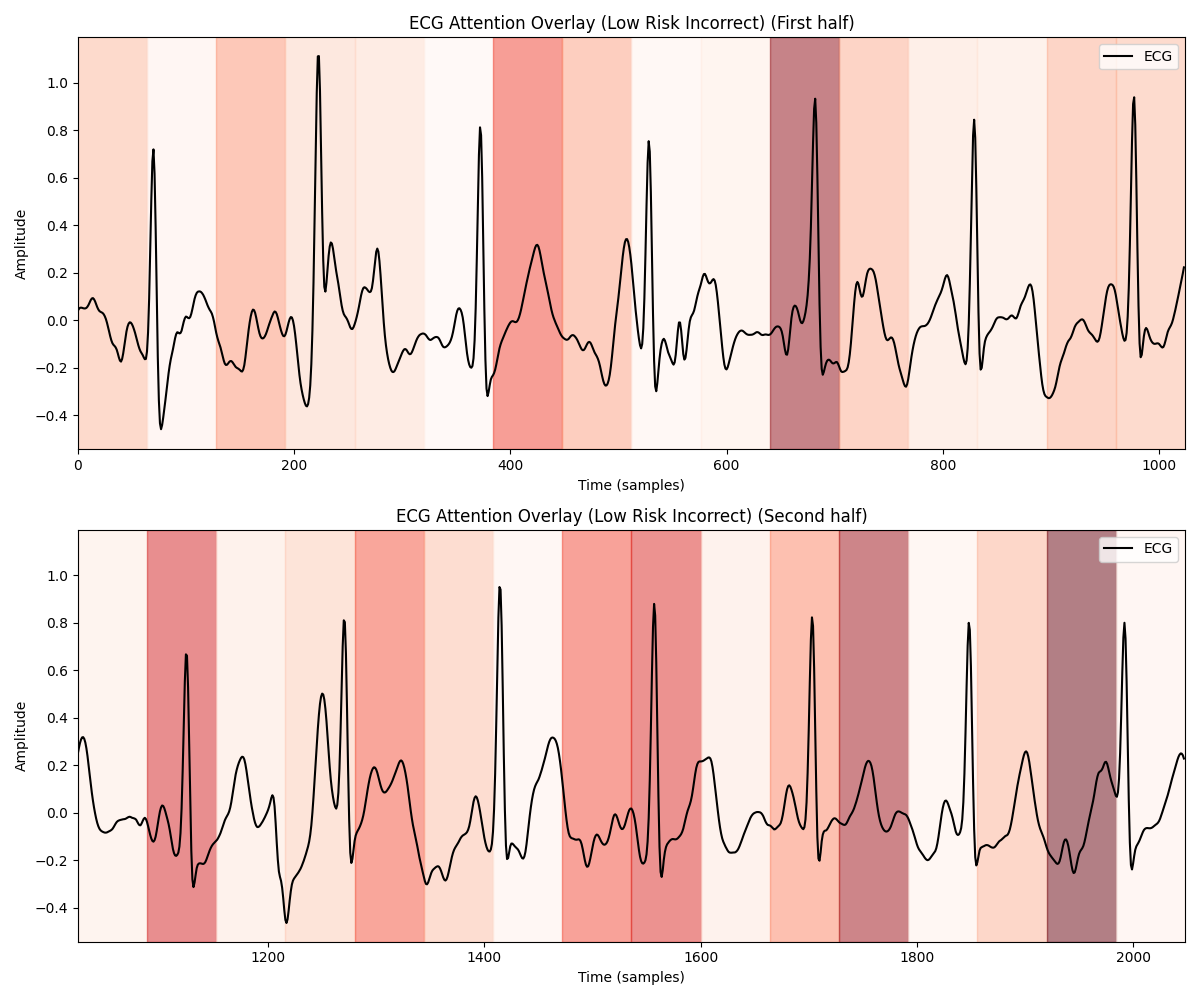 ECG Attention Overlay (Low Risk Incorrect) (First half)
ECG
1.0
0.8
0.6
0.4
0.2
0.0
−0.2
−0.4
Amplitude
0 200 400 600 800 1000
Time (samples)
ECG Attention Overlay (Low Risk Incorrect) (Second half)
ECG
1.0
0.8
0.6
0.4
0.2
0.0
−0.2
−0.4
Amplitude
1200 1400 1600 1800 2000
Time (samples)